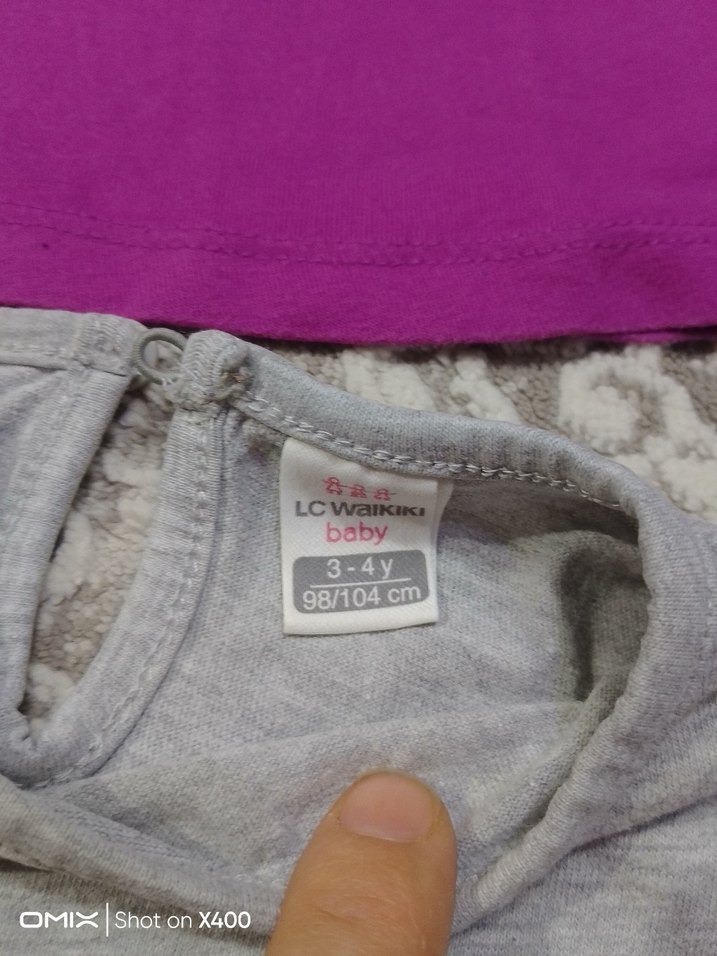 LC WAIKIKI
baby
3 - 4 y
98/104 cm
OMIX Shot on X400